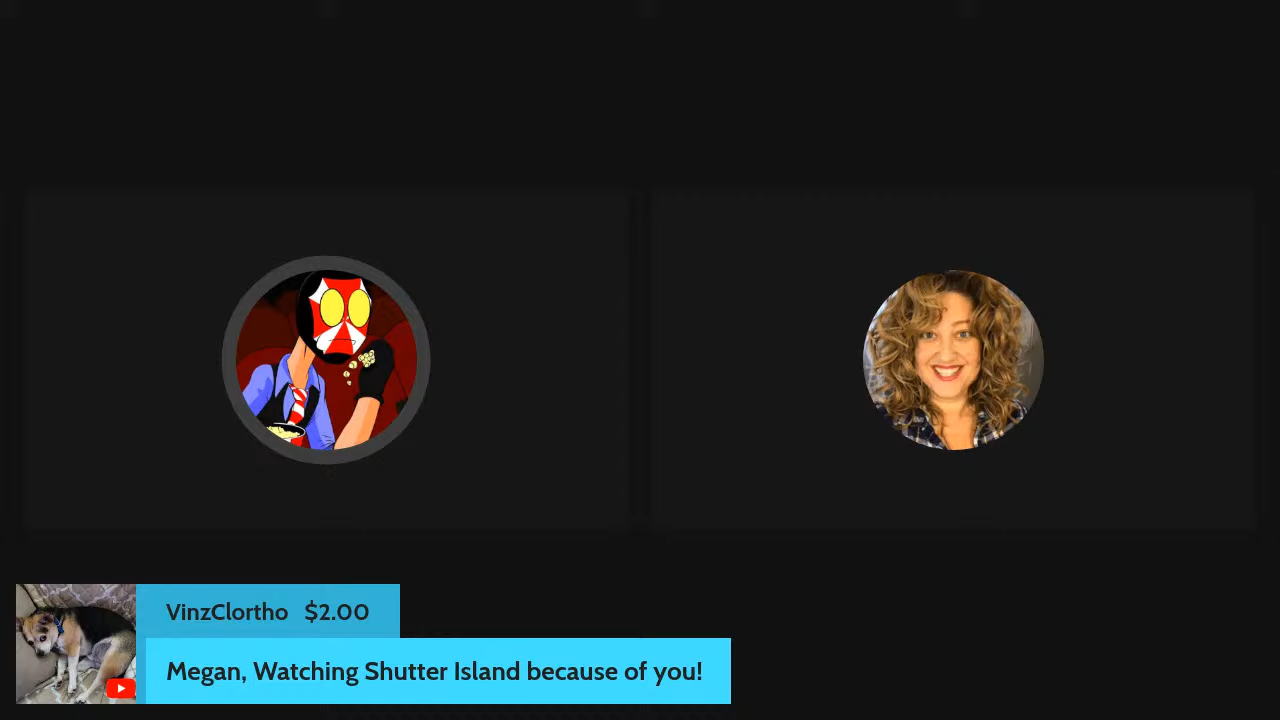 VinzClortho $2.00
Megan, Watching Shutter Island because of you!